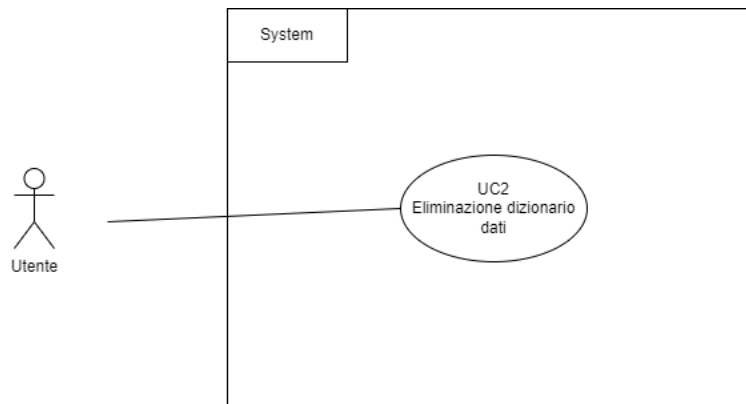 System
UC2
Eliminazione dizionario
dati
Utente